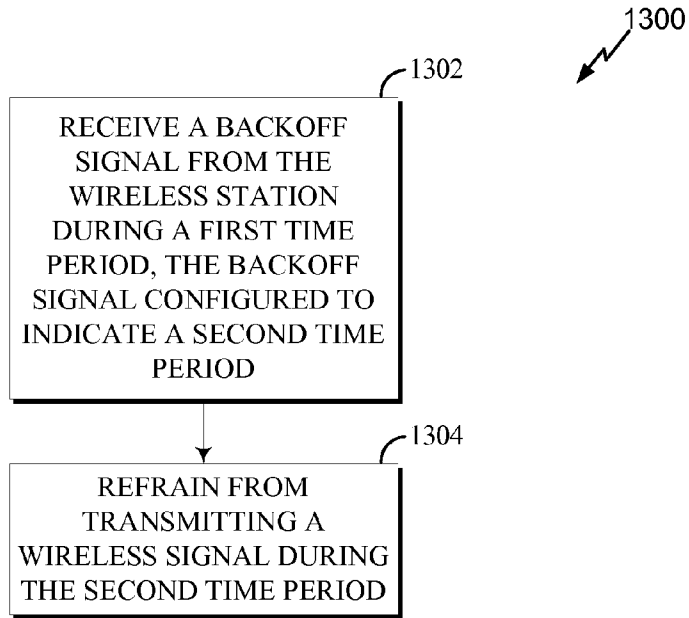 1300
1302
RECEIVE A BACKOFF
SIGNAL FROM THE
WIRELESS STATION
DURING A FIRST TIME
PERIOD, THE BACKOFF
SIGNAL CONFIGURED TO
INDICATE A SECOND TIME
PERIOD
1304
REFRAIN FROM
TRANSMITTING A
WIRELESS SIGNAL DURING
THE SECOND TIME PERIOD